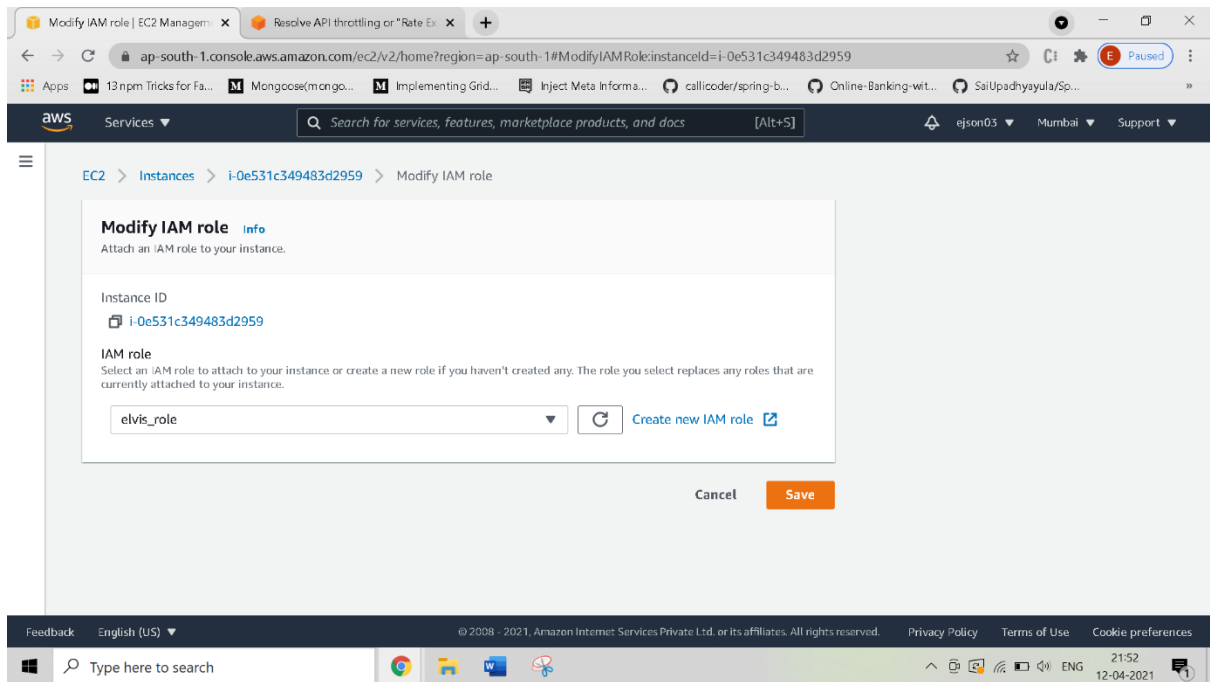 Modify IAM role | EC2 Managem
Resolve API throttling or "Rate Ex
ap-south-1.console.aws.amazon.com/ec2/v2/home?region=ap-south-1#ModifyIAMRole:instanceId=i-0e531c349483d2959
E Paused
Apps 13 npm Tricks for Fa... Mongoose(mongo... Implementing Grid... Inject Meta Informa... callicoder/spring-b... Online-Banking-wit... SaiUpadhyayula/Sp... »
aws Services Search for services, features, marketplace products, and docs [Alt+S] ejson03 Mumbai Support
EC2 > Instances > i-0e531c349483d2959 > Modify IAM role
Modify IAM role Info
Attach an IAM role to your instance.
Instance ID
i-0e531c349483d2959
IAM role
Select an IAM role to attach to your instance or create a new role if you haven't created any. The role you select replaces any roles that are
currently attached to your instance.
elvis_role Create new IAM role
Cancel Save
Feedback English (US) © 2008 - 2021, Amazon Internet Services Private Ltd. or its affiliates. All rights reserved. Privacy Policy Terms of Use Cookie preferences
Type here to search ENG 21:52
12-04-2021 1